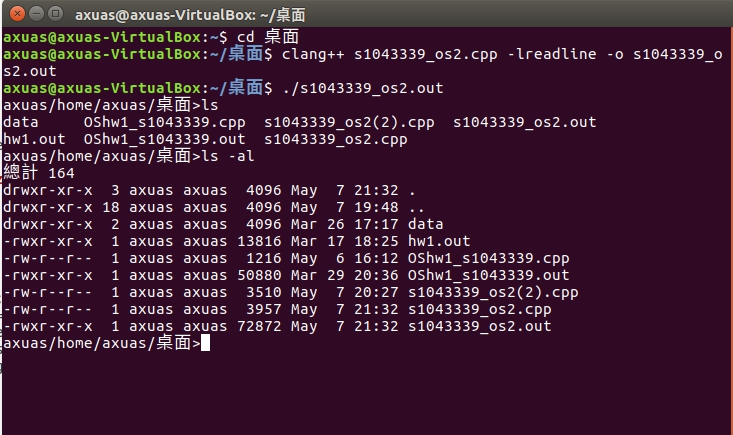 axuas@axuas-VirtualBox: ~/桌面
axuas@axuas-VirtualBox:~$ cd 桌面
axuas@axuas-VirtualBox:~/桌面$ clang++ s1043339_os2.cpp -lreadline -o s1043339_o
s2.out
axuas@axuas-VirtualBox:~/桌面$ ./s1043339_os2.out
axuas/home/axuas/桌面>ls
data     OShw1_s1043339.cpp  s1043339_os2(2).cpp  s1043339_os2.out
hw1.out  OShw1_s1043339.out  s1043339_os2.cpp
axuas/home/axuas/桌面>ls -al
總計 164
drwxr-xr-x  3 axuas axuas  4096 May  7 21:32 .
drwxr-xr-x 18 axuas axuas  4096 May  7 19:48 ..
drwxr-xr-x  2 axuas axuas  4096 Mar 26 17:17 data
-rwxr-xr-x  1 axuas axuas 13816 Mar 17 18:25 hw1.out
-rw-r--r--  1 axuas axuas  1216 May  6 16:12 OShw1_s1043339.cpp
-rwxr-xr-x  1 axuas axuas 50880 Mar 29 20:36 OShw1_s1043339.out
-rw-r--r--  1 axuas axuas  3510 May  7 20:27 s1043339_os2(2).cpp
-rw-r--r--  1 axuas axuas  3957 May  7 21:32 s1043339_os2.cpp
-rwxr-xr-x  1 axuas axuas 72872 May  7 21:32 s1043339_os2.out
axuas/home/axuas/桌面>